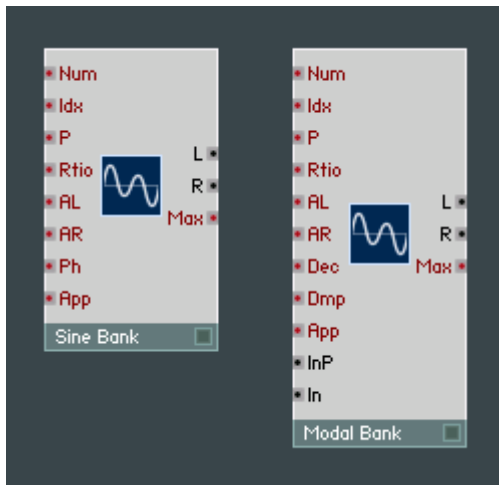 Num
Idx
P
Rtio
AL
AR
Ph
App
L
R
Max
Sine Bank
Num
Idx
P
Rtio
AL
AR
Dec
Dmp
App
InP
In
L
R
Max
Modal Bank